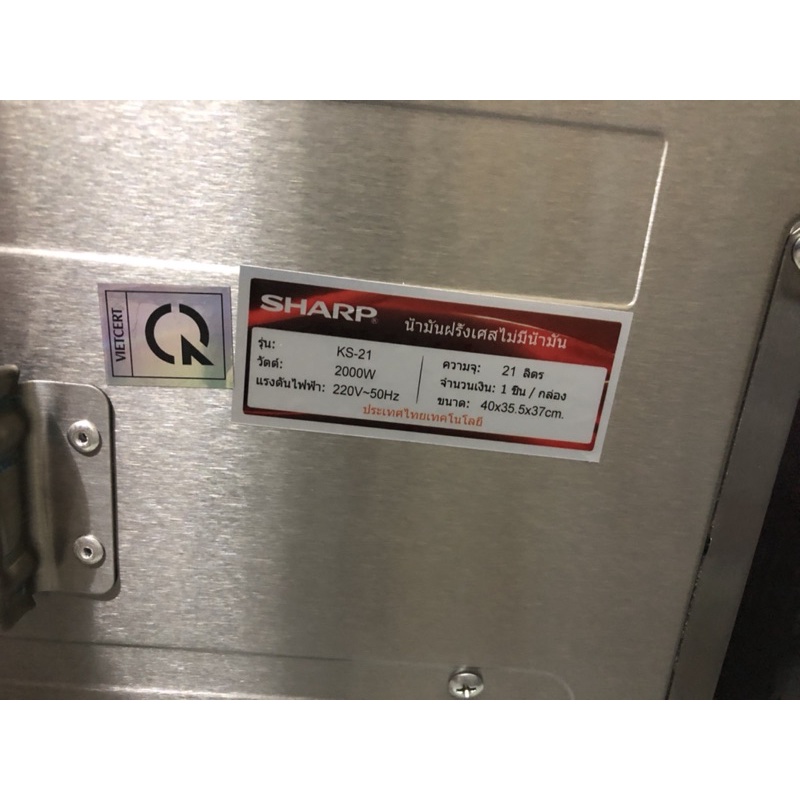 VIETCERT
SHARP®
น้ำมันฝรั่งเศสไม่มีน้ำมัน
รุ่น: KS-21
วัตต์: 2000W
แรงดันไฟฟ้า: 220V~50Hz
ความจุ: 21 ลิตร
จำนวนเงิน: 1 ชิ้น / กล่อง
ขนาด: 40x35.5x37cm.
ประเทศไทยเทคโนโลยี